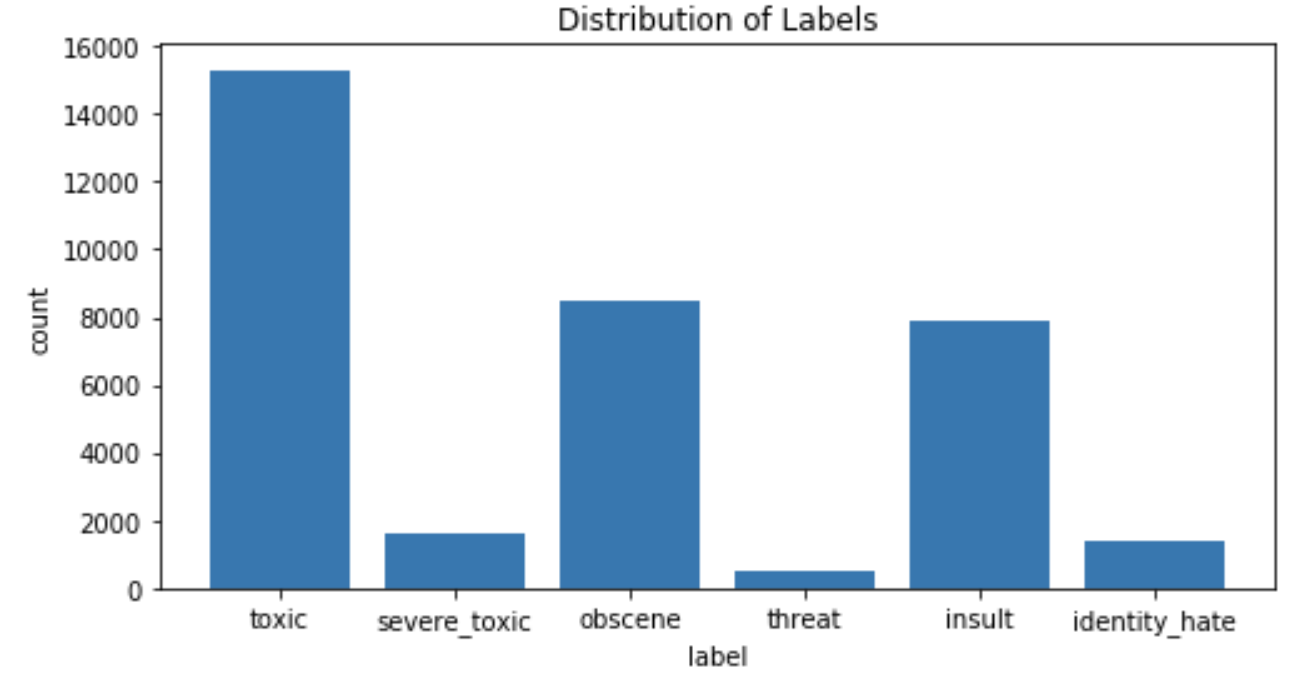 Distribution of Labels
16000
14000
12000
10000
8000
6000
4000
2000
0
count
toxic severe_toxic obscene threat insult identity_hate
label